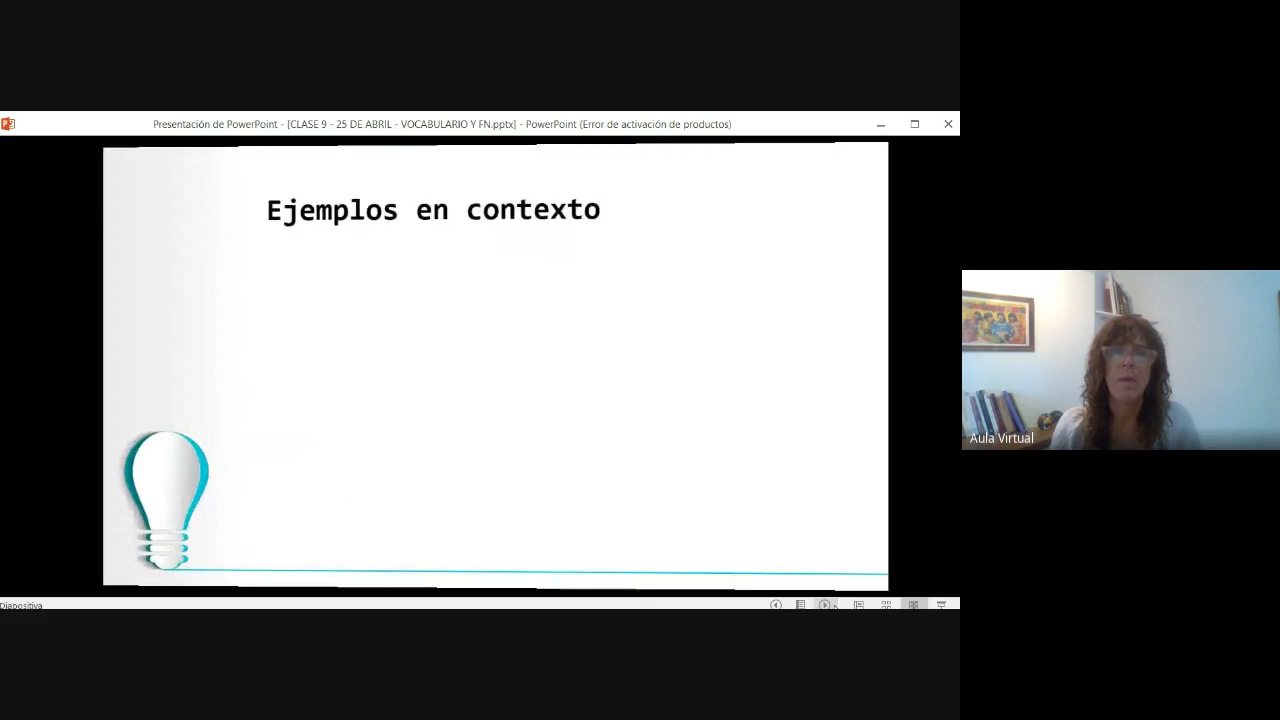 Presentación de PowerPoint - [CLASE 9 - 25 DE ABRIL - VOCABULARIO Y FN.pptx] - PowerPoint (Error de activación de productos)
Ejemplos en contexto
Aula Virtual
Diapositiva